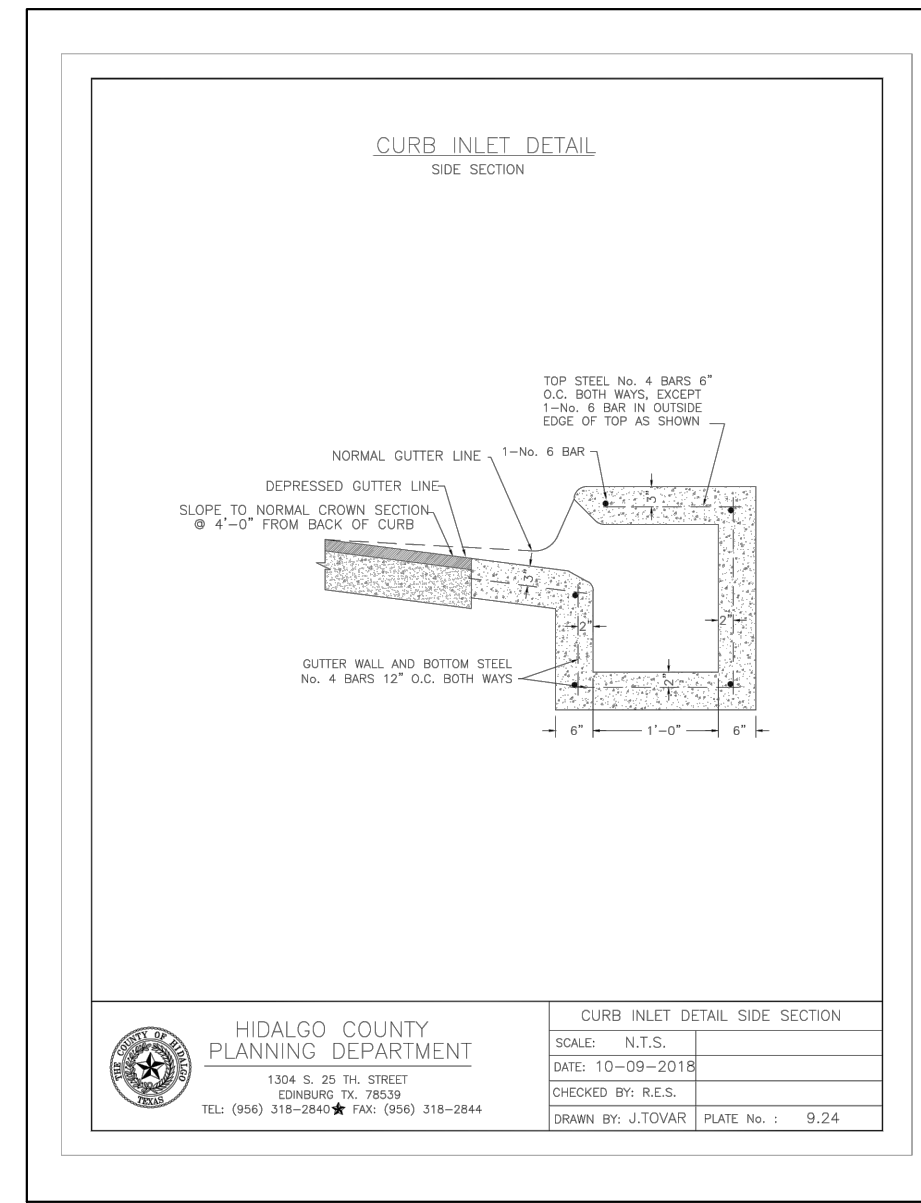 CURB INLET DETAIL
SIDE SECTION
TOP STEEL No. 4 BARS 6"
O.C. BOTH WAYS, EXCEPT
1-No. 6 BAR IN OUTSIDE
EDGE OF TOP AS SHOWN
NORMAL GUTTER LINE
1-No. 6 BAR
DEPRESSED GUTTER LINE
SLOPE TO NORMAL CROWN SECTION
@ 4'-0" FROM BACK OF CURB
3"
3"
2"
2"
GUTTER WALL AND BOTTOM STEEL
No. 4 BARS 12" O.C. BOTH WAYS
2"
6"
1'-0"
6"
THE COUNTY OF HIDALGO
TEXAS
HIDALGO COUNTY
PLANNING DEPARTMENT
1304 S. 25 TH. STREET
EDINBURG TX. 78539
TEL: (956) 318-2840 FAX: (956) 318-2844
CURB INLET DETAIL SIDE SECTION
SCALE: N.T.S.
DATE: 10-09-2018
CHECKED BY: R.E.S.
DRAWN BY: J.TOVAR
PLATE No. : 9.24